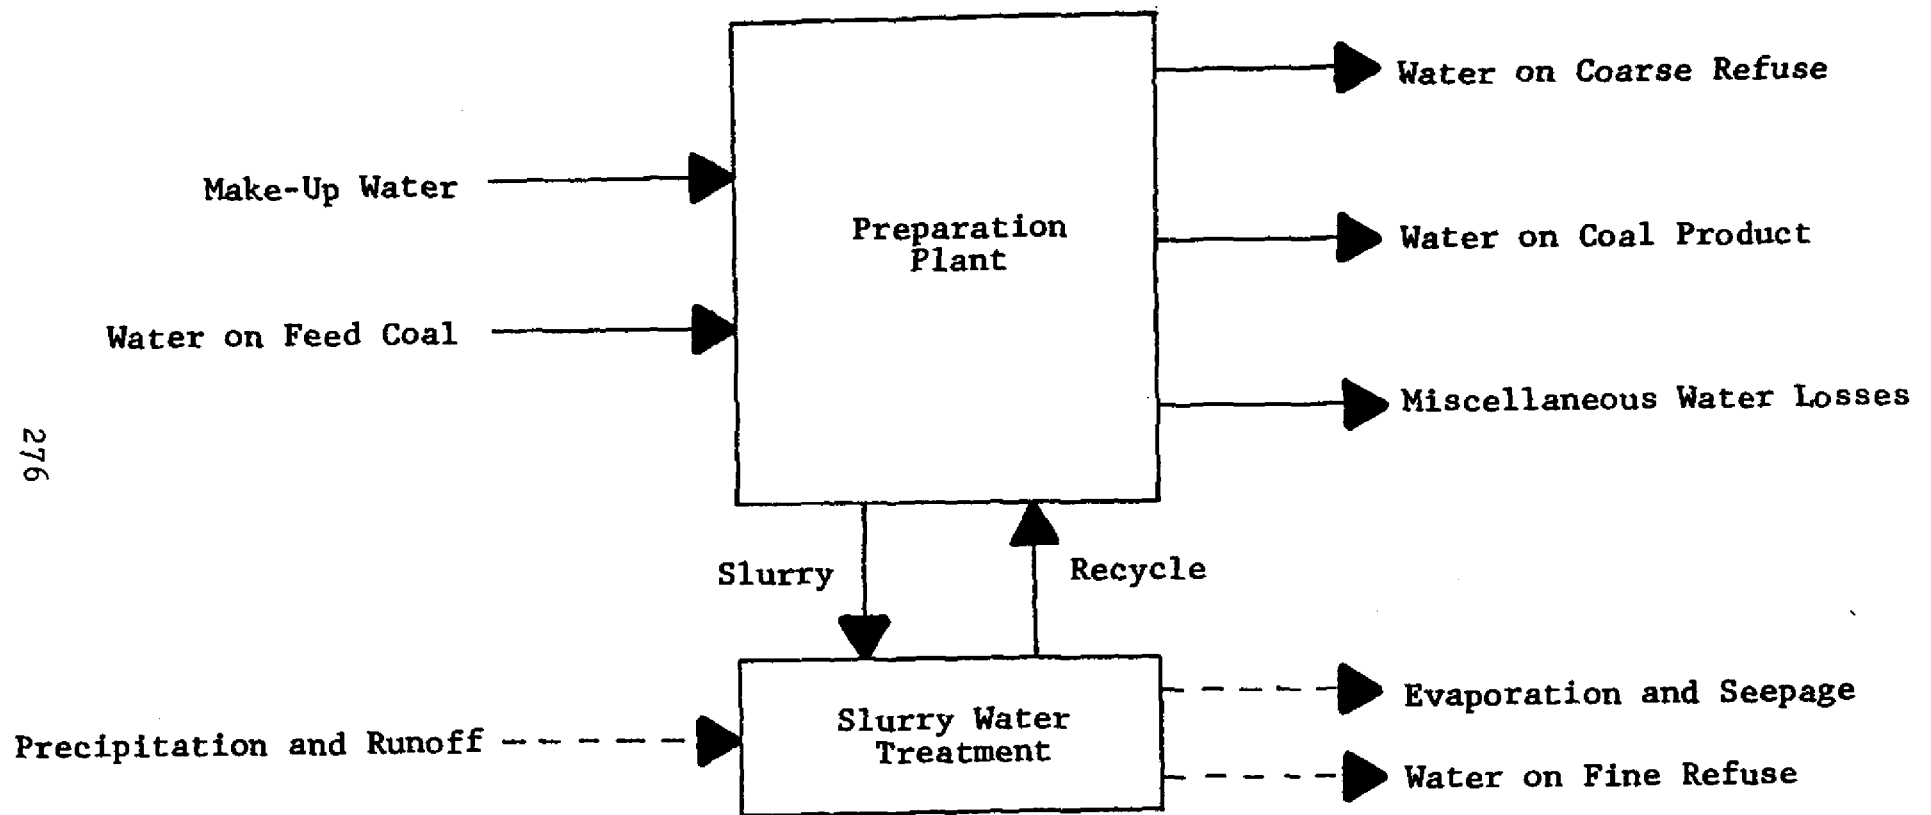 Water on Coarse Refuse
Make-Up Water
Preparation
Plant
Water on Coal Product
Water on Feed Coal
Miscellaneous Water Losses
276
Slurry
Recycle
Precipitation and Runoff
Slurry Water
Treatment
Evaporation and Seepage
Water on Fine Refuse